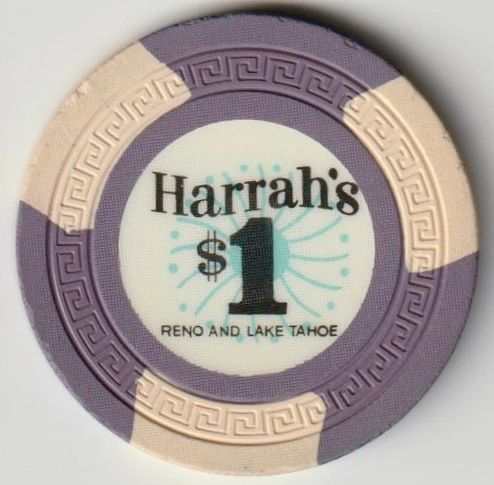 Harrah's
$1
RENO AND LAKE TAHOE